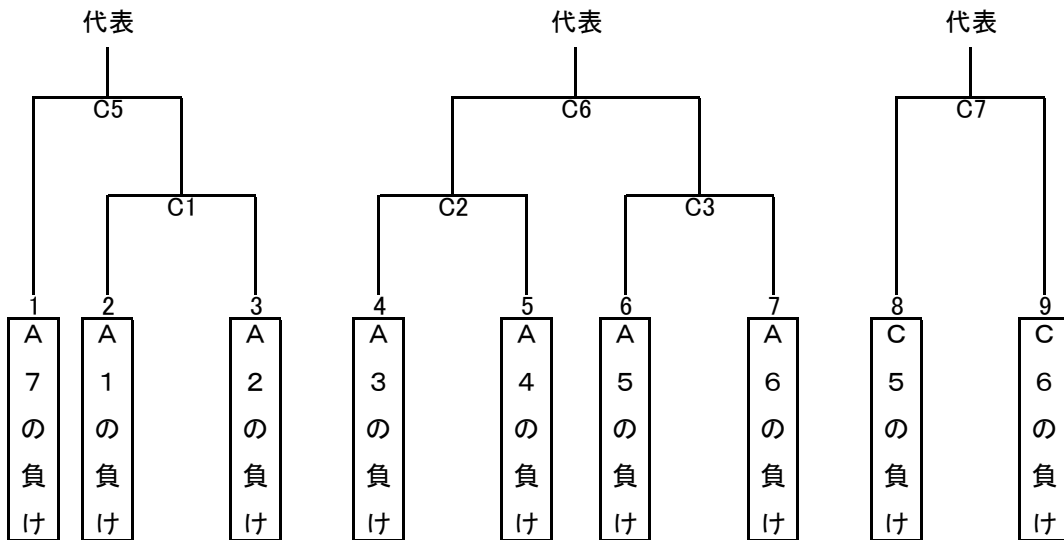 代表 代表 代表
C5 C6 C7
C1 C2 C3
1 2 3 4 5 6 7 8 9
A7の負け
A1の負け
A2の負け
A3の負け
A4の負け
A5の負け
A6の負け
C5の負け
C6の負け